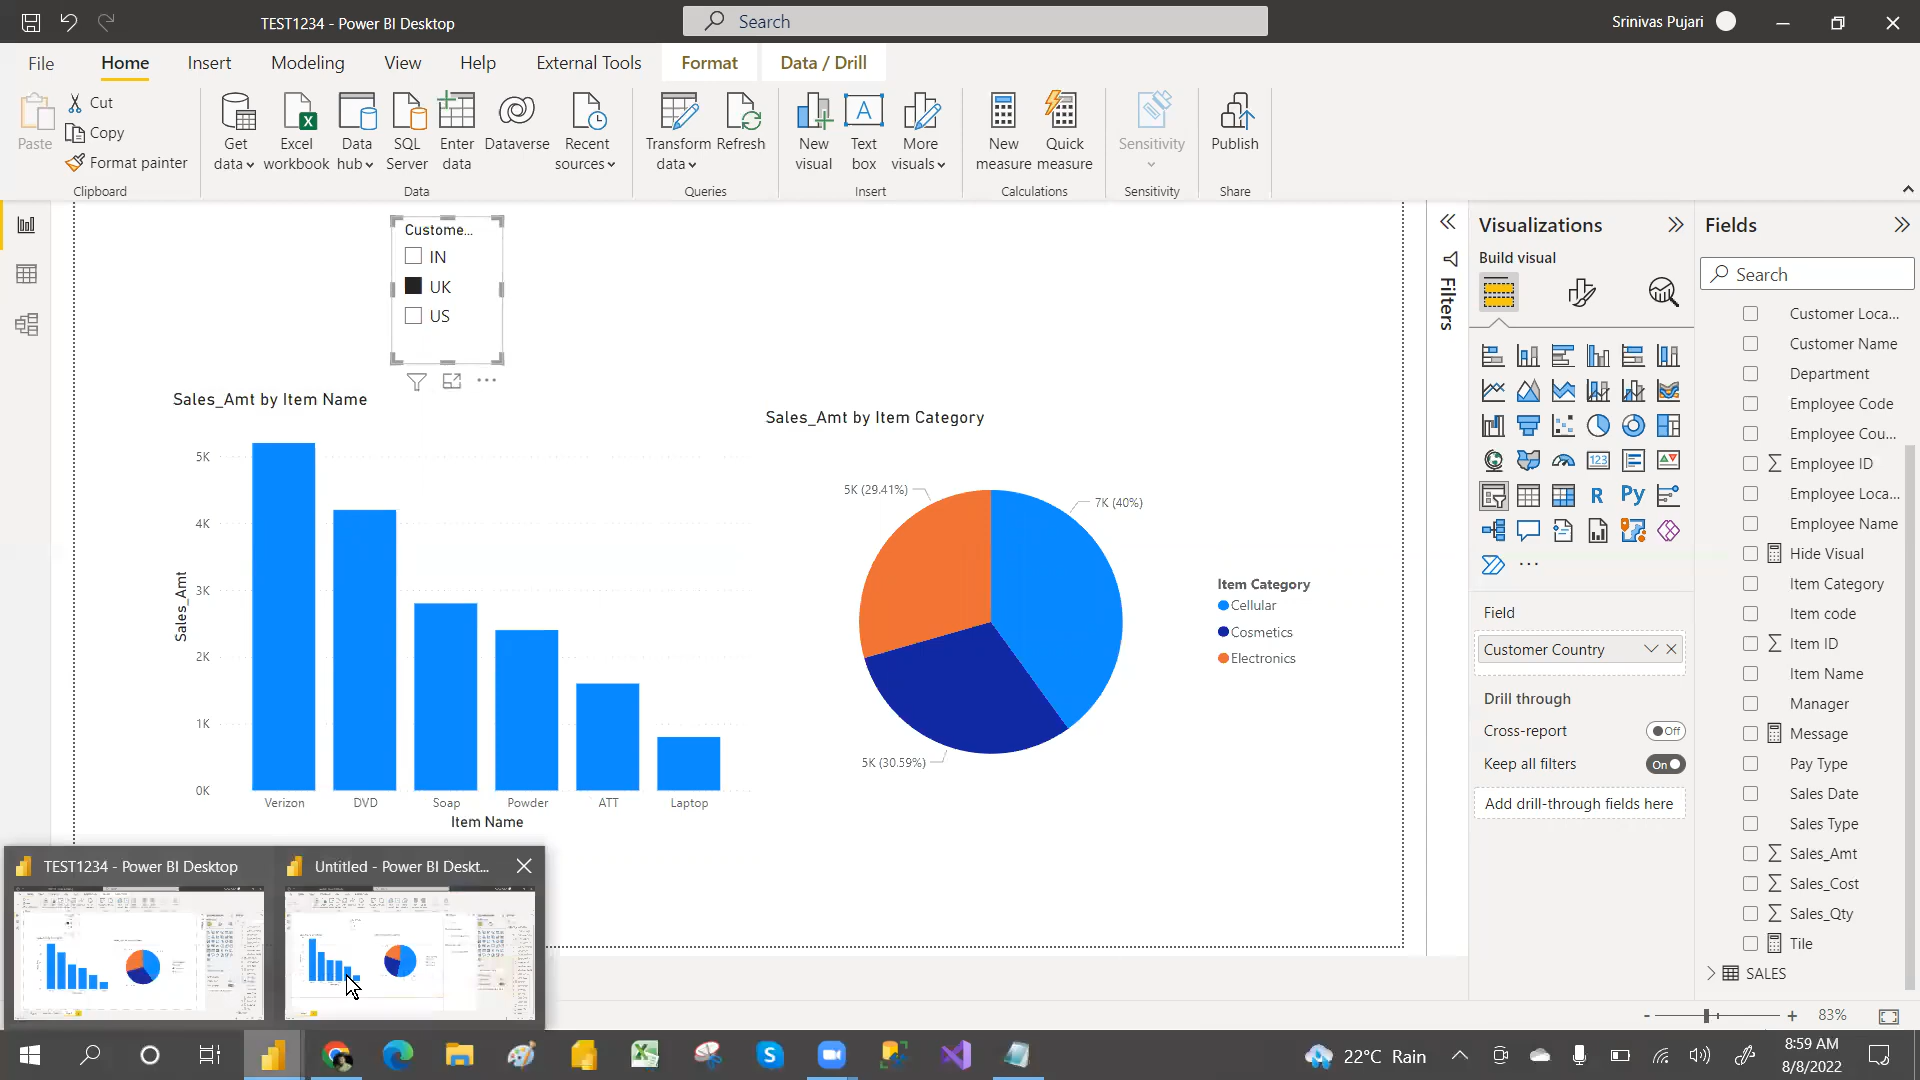 TEST1234 - Power BI Desktop
Search
Srinivas Pujari
File
Home
Insert
Modeling
View
Help
External Tools
Format
Data / Drill
Paste
Cut
Copy
Format painter
Clipboard
Get data
Excel workbook
Data hub
SQL Server
Enter data
Dataverse
Recent sources
Data
Transform data
Refresh
Queries
New visual
Text box
More visuals
Insert
New measure
Quick measure
Calculations
Sensitivity
Sensitivity
Publish
Share
Custome...
IN
UK
US
Sales_Amt by Item Name
Sales_Amt
5K
4K
3K
2K
1K
0K
Verizon
DVD
Soap
Powder
ATT
Laptop
Item Name
Sales_Amt by Item Category
5K (29.41%)
7K (40%)
5K (30.59%)
Item Category
Cellular
Cosmetics
Electronics
Filters
Visualizations
Build visual
123
R
Py
Field
Customer Country
Drill through
Cross-report
Off
Keep all filters
On
Add drill-through fields here
Fields
Search
Customer Loca...
Customer Name
Department
Employee Code
Employee Cou...
Employee ID
Employee Loca...
Employee Name
Hide Visual
Item Category
Item code
Item ID
Item Name
Manager
Message
Pay Type
Sales Date
Sales Type
Sales_Amt
Sales_Cost
Sales_Qty
Tile
SALES
TEST1234 - Power BI Desktop
Untitled - Power BI Deskt...
83%
22°C Rain
8:59 AM
8/8/2022